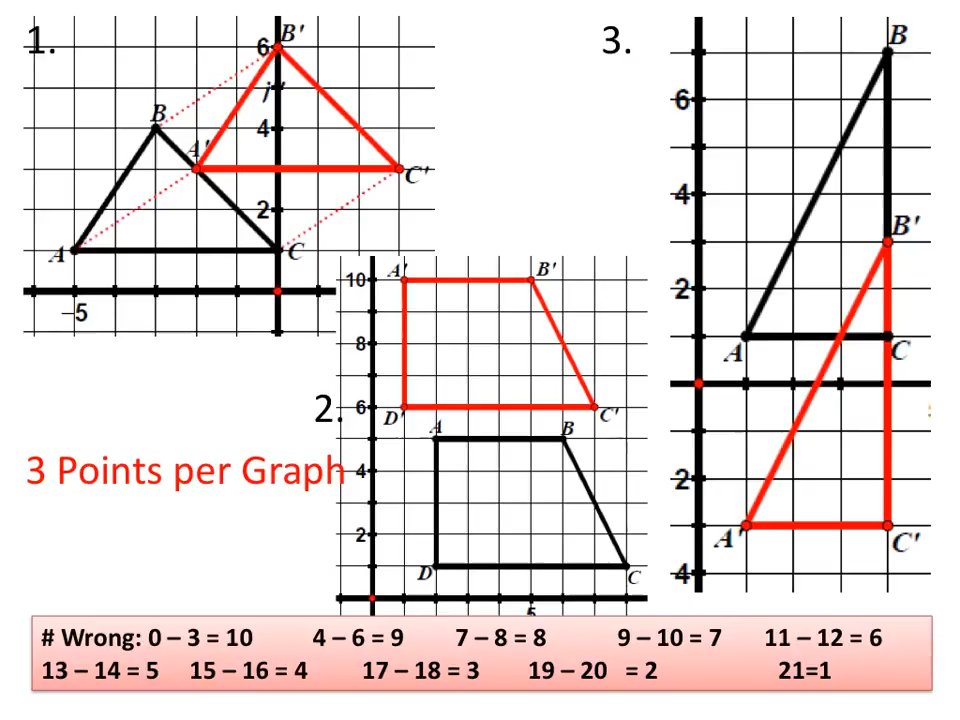 1.
B'
6
j'
B
4
A'
C'
2
A
C
–5
3.
B
6
4
B'
2
A
C
2
A'
C'
4
2.
A'
B'
10
8
6
D'
C'
A
B
4
2
D
C
5
3 Points per Graph
# Wrong: 0 – 3 = 10 4 – 6 = 9 7 – 8 = 8 9 – 10 = 7 11 – 12 = 6
13 – 14 = 5 15 – 16 = 4 17 – 18 = 3 19 – 20 = 2 21=1